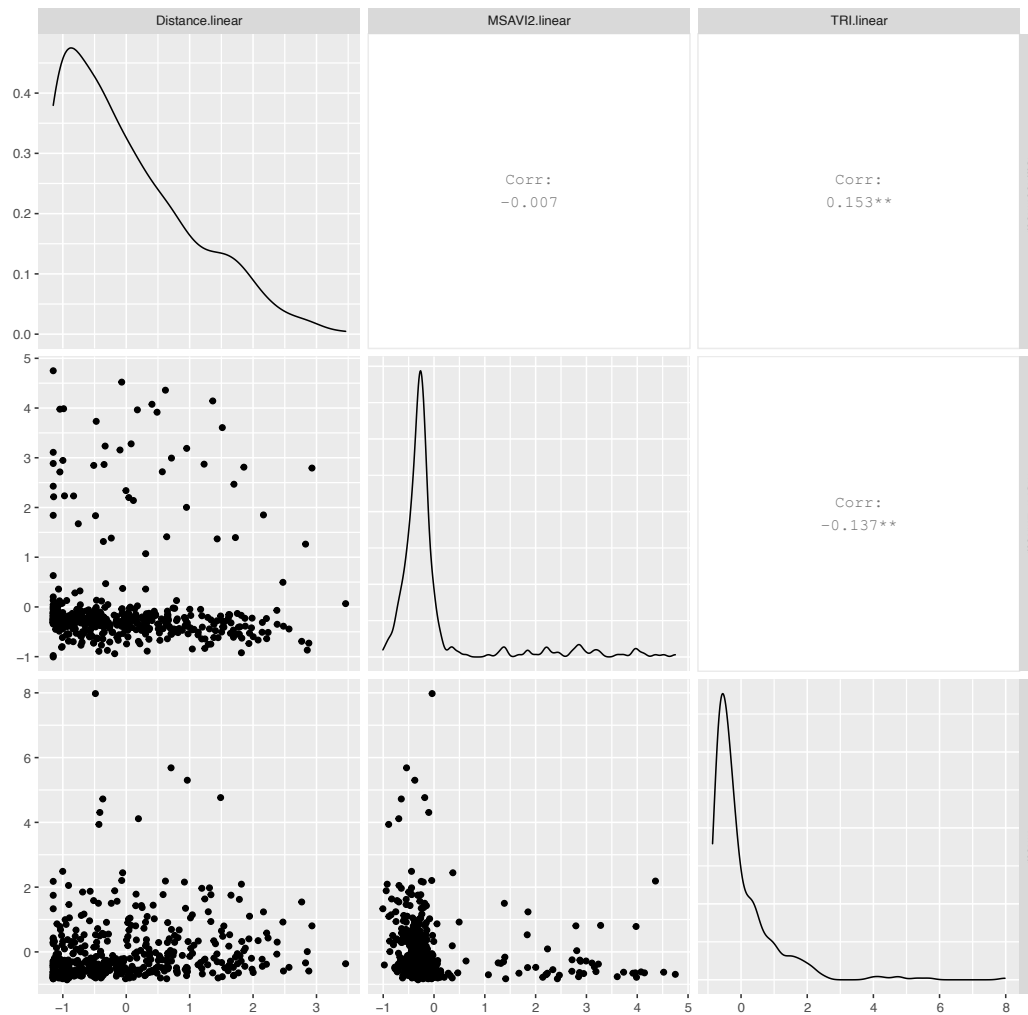 Distance.linear MSAVI2.linear TRI.linear
0.4
0.3
0.2
0.1
0.0
Corr:
−0.007
Corr:
0.153**
5
4
3
2
1
0
−1
Corr:
−0.137**
8
6
4
2
0
−1 0 1 2 3
−1 0 1 2 3 4 5
0 2 4 6 8